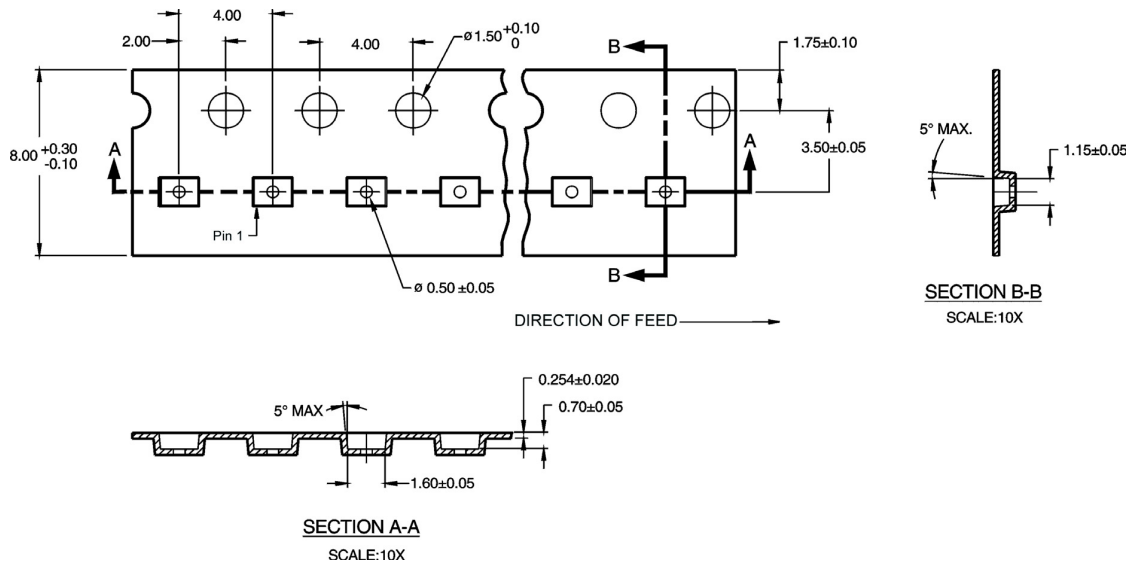 4.00
2.00
4.00
ø1.50 +0.10 0
B
1.75±0.10
8.00 +0.30 -0.10
A
A
3.50±0.05
5° MAX.
1.15±0.05
Pin 1
B
ø 0.50 ±0.05
SECTION B-B
SCALE:10X
DIRECTION OF FEED
0.254±0.020
5° MAX
0.70±0.05
1.60±0.05
SECTION A-A
SCALE:10X